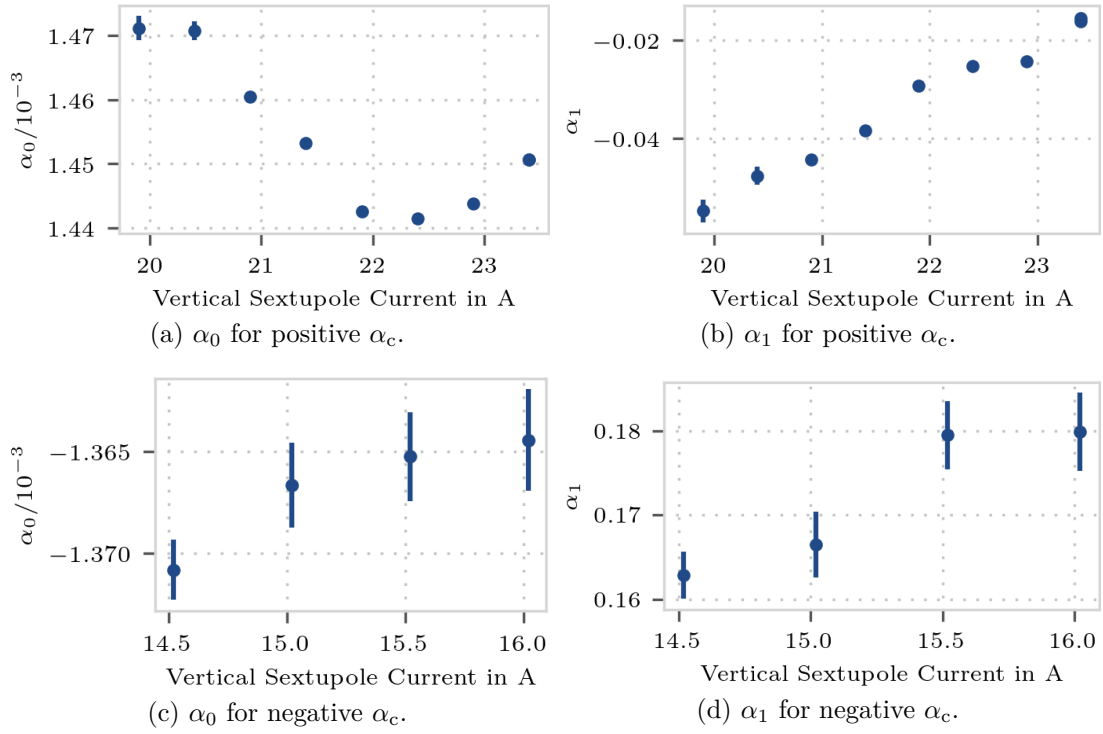 1.47
1.46
1.45
1.44
α₀/10⁻³
20 21 22 23
Vertical Sextupole Current in A
(a) α₀ for positive α_c.
−0.02
−0.04
α₁
20 21 22 23
Vertical Sextupole Current in A
(b) α₁ for positive α_c.
−1.365
−1.370
α₀/10⁻³
14.5 15.0 15.5 16.0
Vertical Sextupole Current in A
(c) α₀ for negative α_c.
0.18
0.17
0.16
α₁
14.5 15.0 15.5 16.0
Vertical Sextupole Current in A
(d) α₁ for negative α_c.